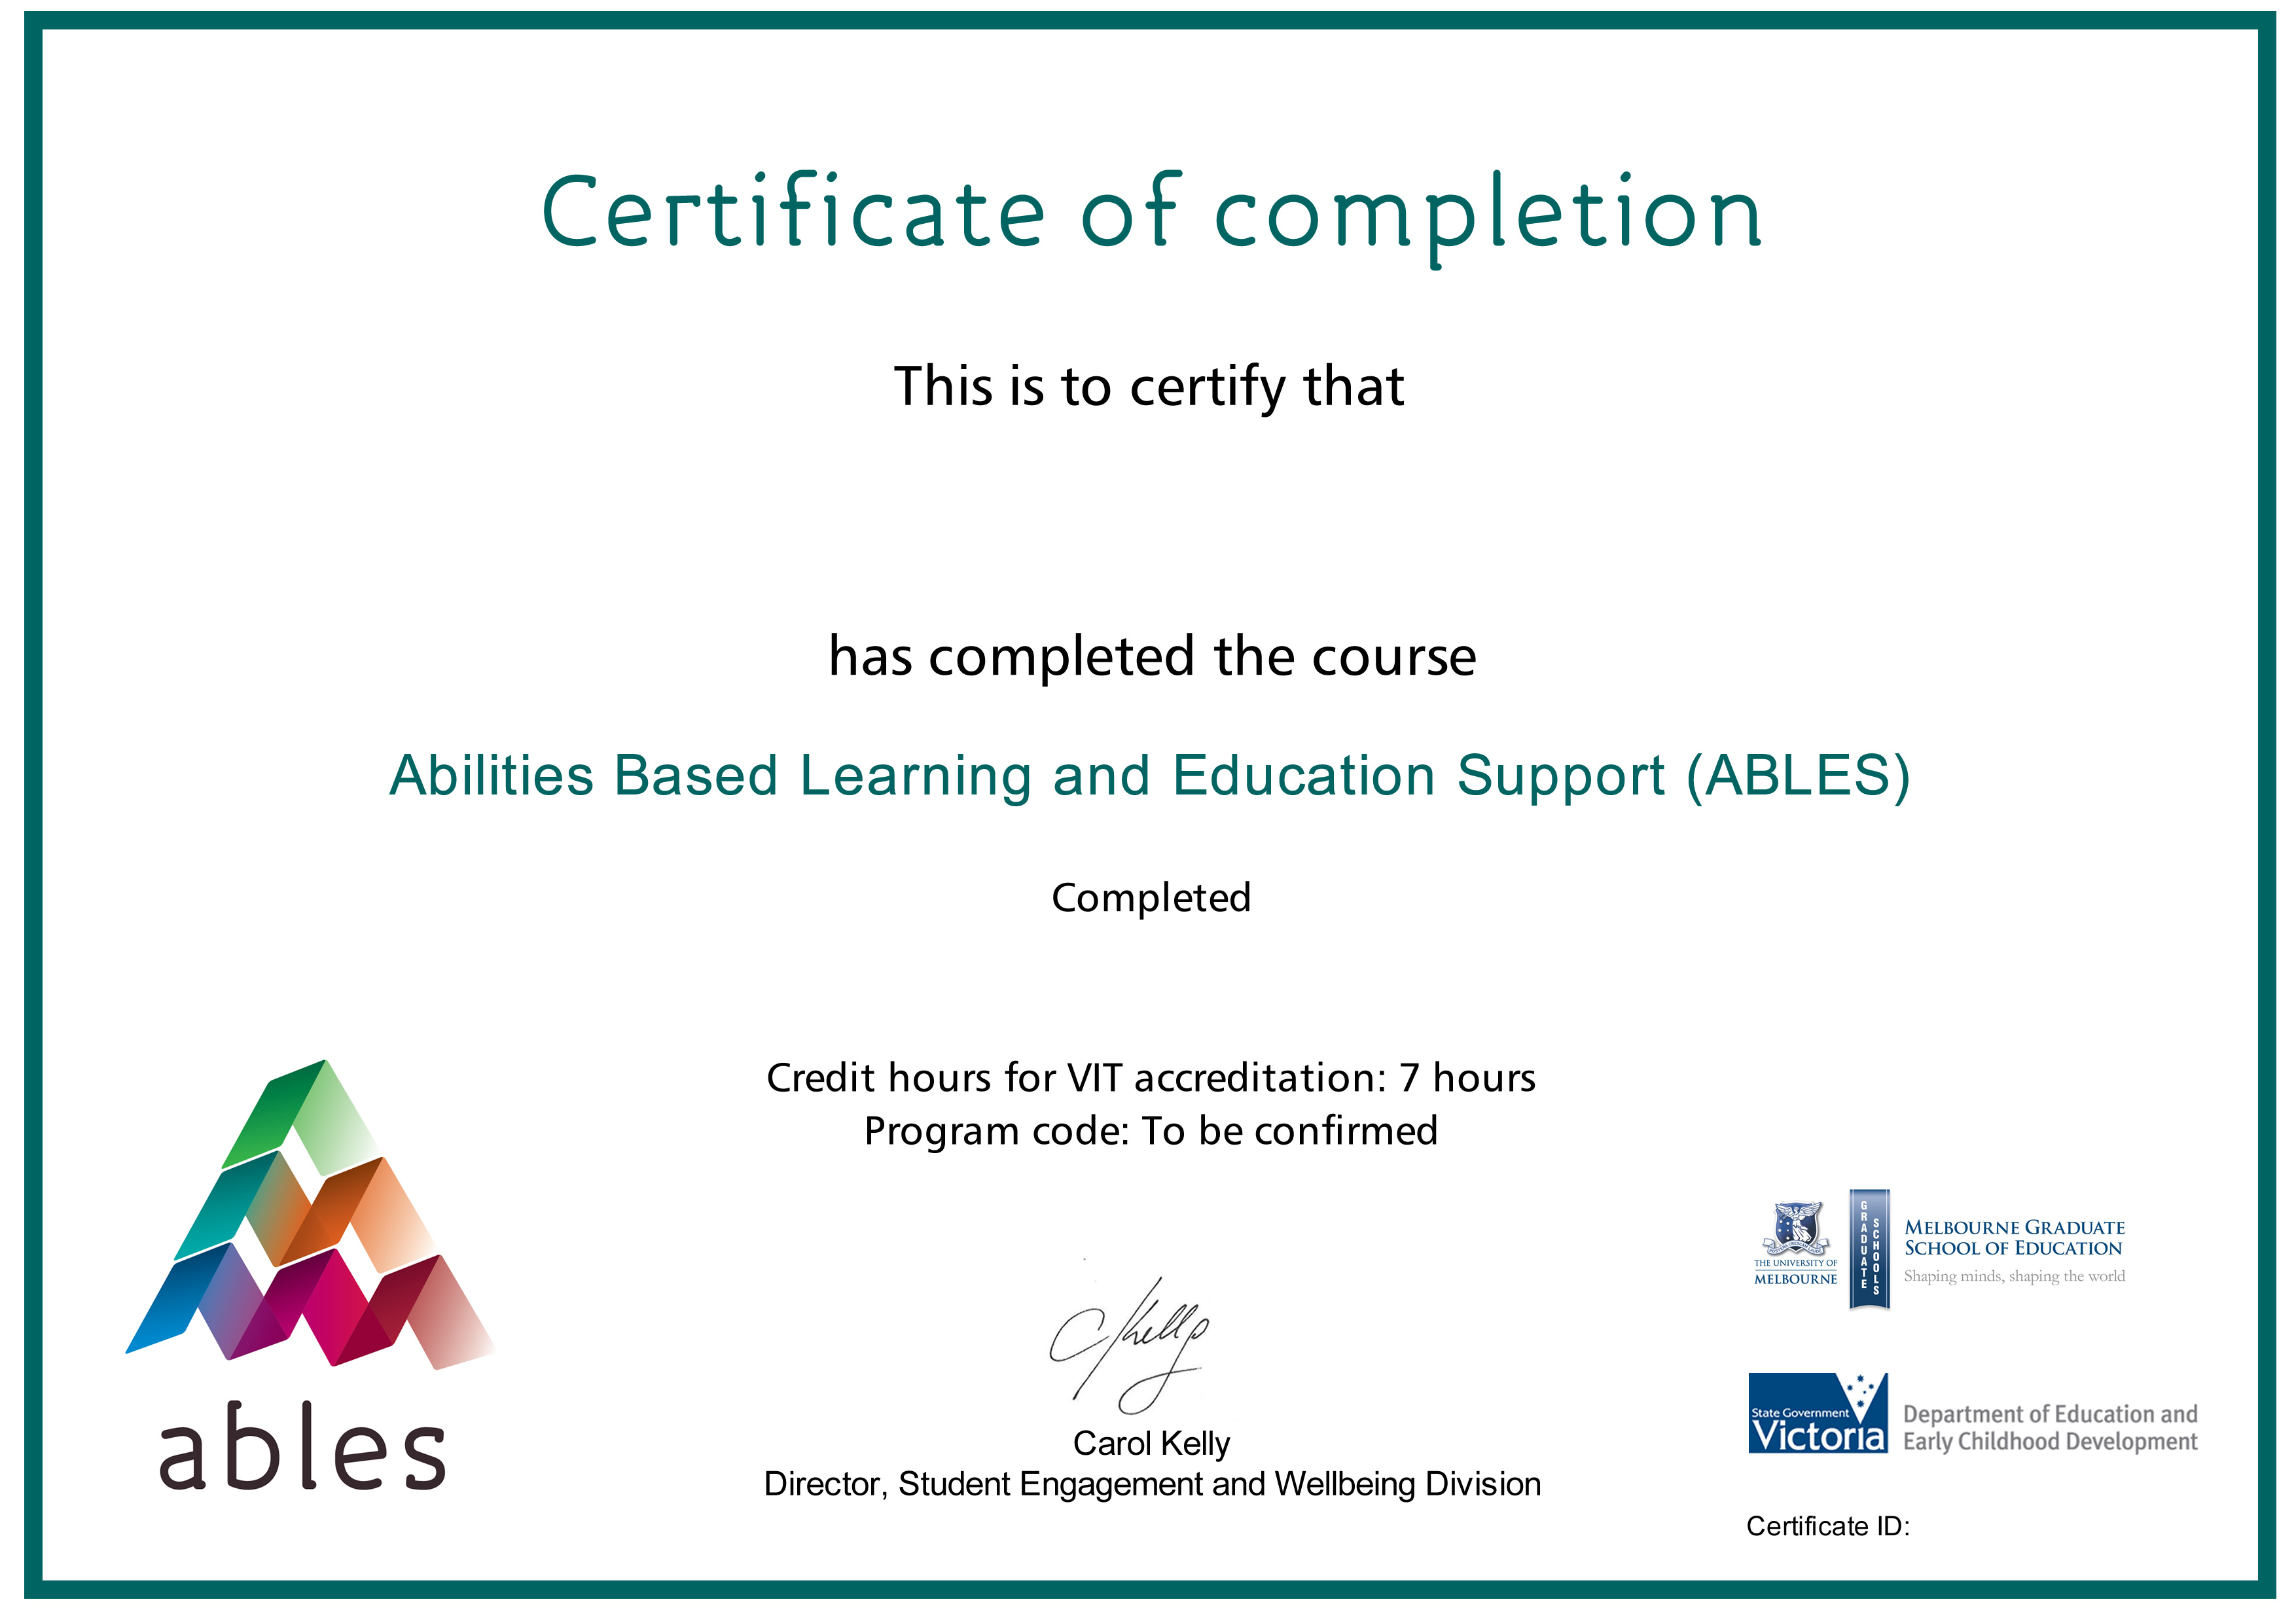 Certificate of completion
This is to certify that
has completed the course
Abilities Based Learning and Education Support (ABLES)
Completed
Credit hours for VIT accreditation: 7 hours
Program code: To be confirmed
ables
Carol Kelly
Director, Student Engagement and Wellbeing Division
THE UNIVERSITY OF
MELBOURNE
GRADUATE
SCHOOLS
MELBOURNE GRADUATE
SCHOOL OF EDUCATION
Shaping minds, shaping the world
State Government
Victoria
Department of Education and
Early Childhood Development
Certificate ID: